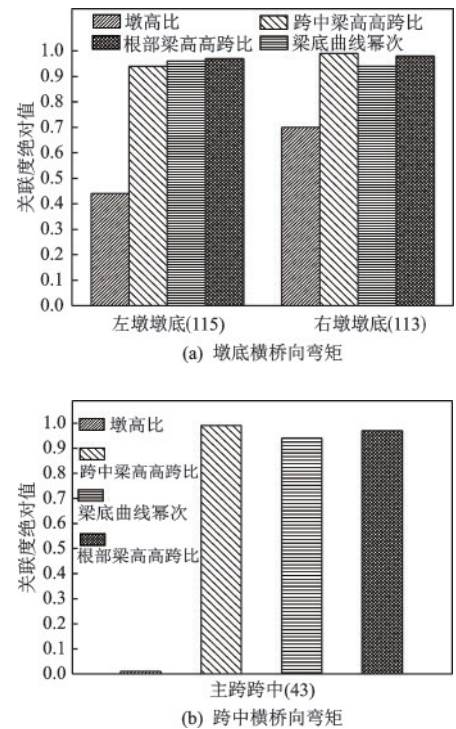 墩高比 跨中梁高高跨比
根部梁高高跨比 梁底曲线幂次
1.0
0.9
0.8
0.7
0.6
0.5
0.4
0.3
0.2
0.1
0.0
关联度绝对值
左墩墩底(115) 右墩墩底(113)
(a) 墩底横桥向弯矩
1.0
0.9
0.8
0.7
0.6
0.5
0.4
0.3
0.2
0.1
0.0
关联度绝对值
墩高比
跨中梁高高跨比
梁底曲线幂次
根部梁高高跨比
主跨跨中(43)
(b) 跨中横桥向弯矩